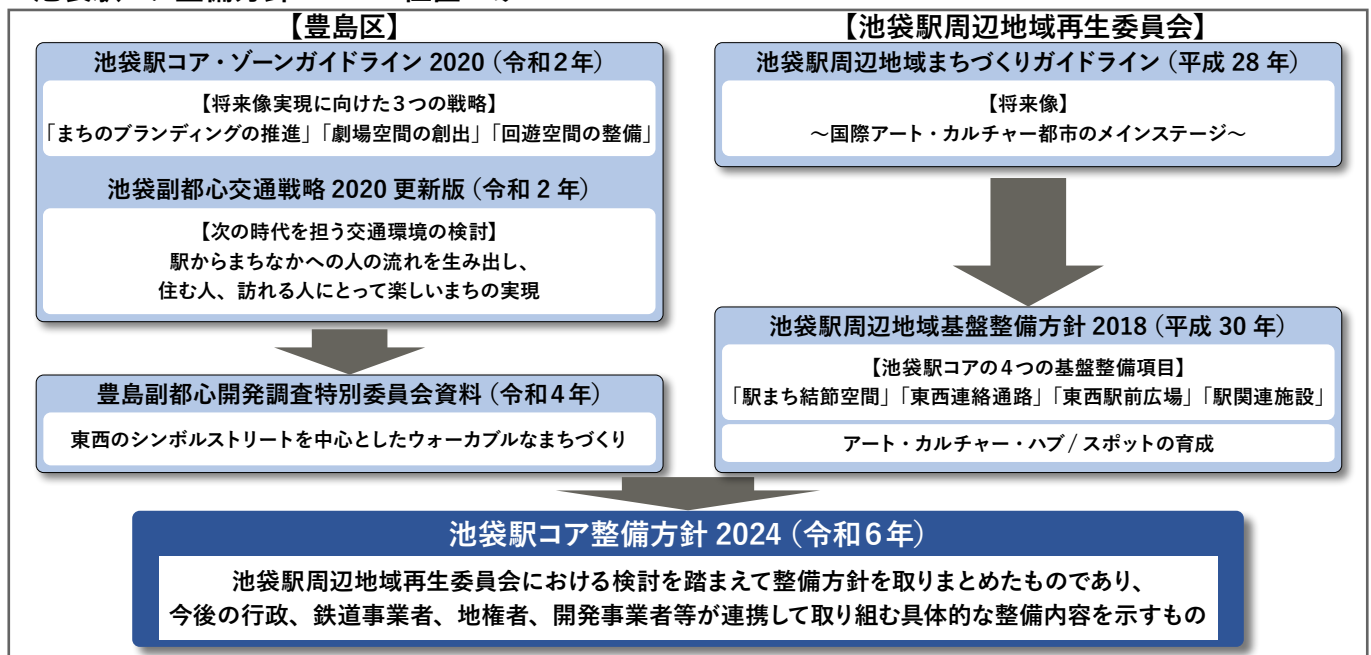 【豊島区】
池袋駅コア・ゾーンガイドライン 2020（令和２年）
【将来像実現に向けた３つの戦略】
「まちのブランディングの推進」「劇場空間の創出」「回遊空間の整備」
池袋副都心交通戦略 2020 更新版（令和 2 年）
【次の時代を担う交通環境の検討】
駅からまちなかへの人の流れを生み出し、
住む人、訪れる人にとって楽しいまちの実現
豊島副都心開発調査特別委員会資料（令和４年）
東西のシンボルストリートを中心としたウォーカブルなまちづくり
【池袋駅周辺地域再生委員会】
池袋駅周辺地域まちづくりガイドライン（平成 28 年）
【将来像】
～国際アート・カルチャー都市のメインステージ～
池袋駅周辺地域基盤整備方針 2018（平成 30 年）
【池袋駅コアの４つの基盤整備項目】
「駅まち結節空間」「東西連絡通路」「東西駅前広場」「駅関連施設」
アート・カルチャー・ハブ / スポットの育成
池袋駅コア整備方針 2024（令和６年）
池袋駅周辺地域再生委員会における検討を踏まえて整備方針を取りまとめたものであり、
今後の行政、鉄道事業者、地権者、開発事業者等が連携して取り組む具体的な整備内容を示すもの